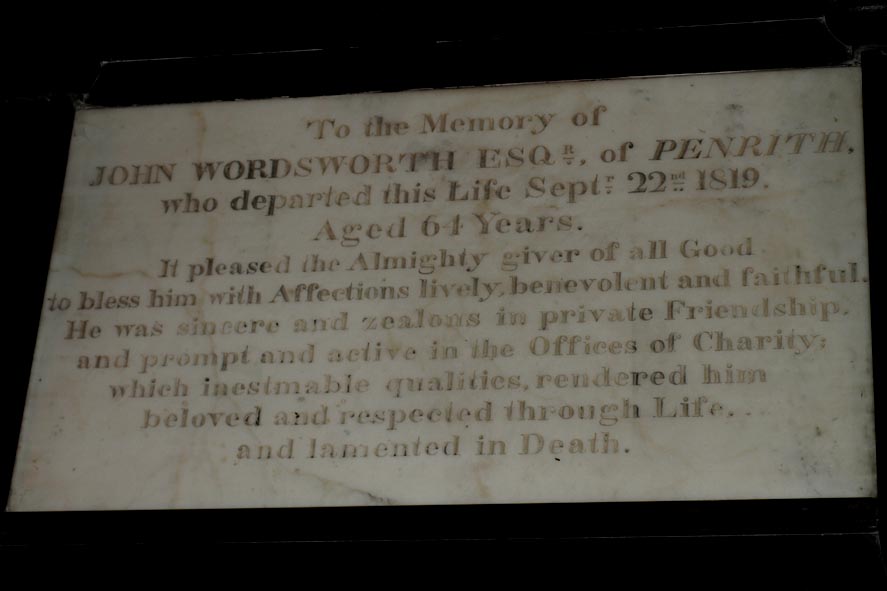 To the Memory of
JOHN WORDSWORTH ESQR, of PENRITH,
who departed this Life Septr 22nd 1819.
Aged 64 Years.
It pleased the Almighty giver of all Good
to bless him with Affections lively, benevolent and faithful.
He was sincere and zealous in private Friendship,
and prompt and active in the Offices of Charity;
which inestmable qualities, rendered him
beloved and respected through Life,
and lamented in Death.